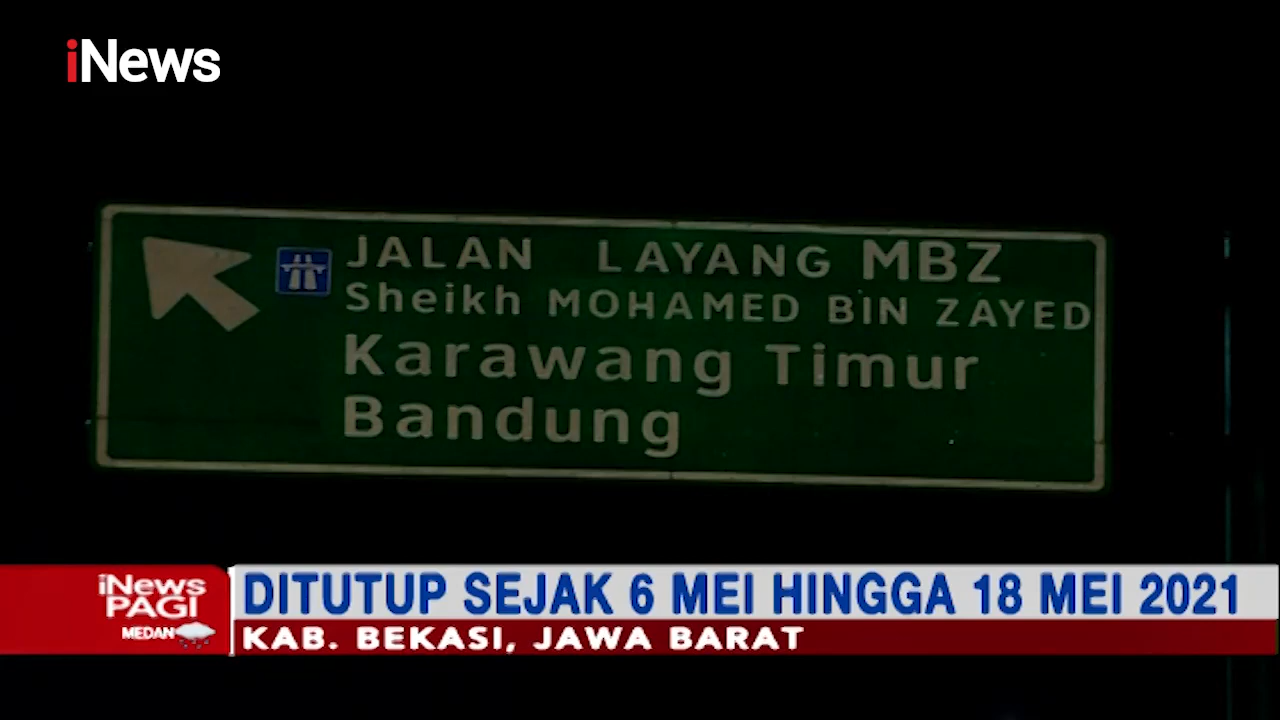 iNews
JALAN LAYANG MBZ
Sheikh MOHAMED BIN ZAYED
Karawang Timur
Bandung
iNews
PAGI
MEDAN
DITUTUP SEJAK 6 MEI HINGGA 18 MEI 2021
KAB. BEKASI, JAWA BARAT